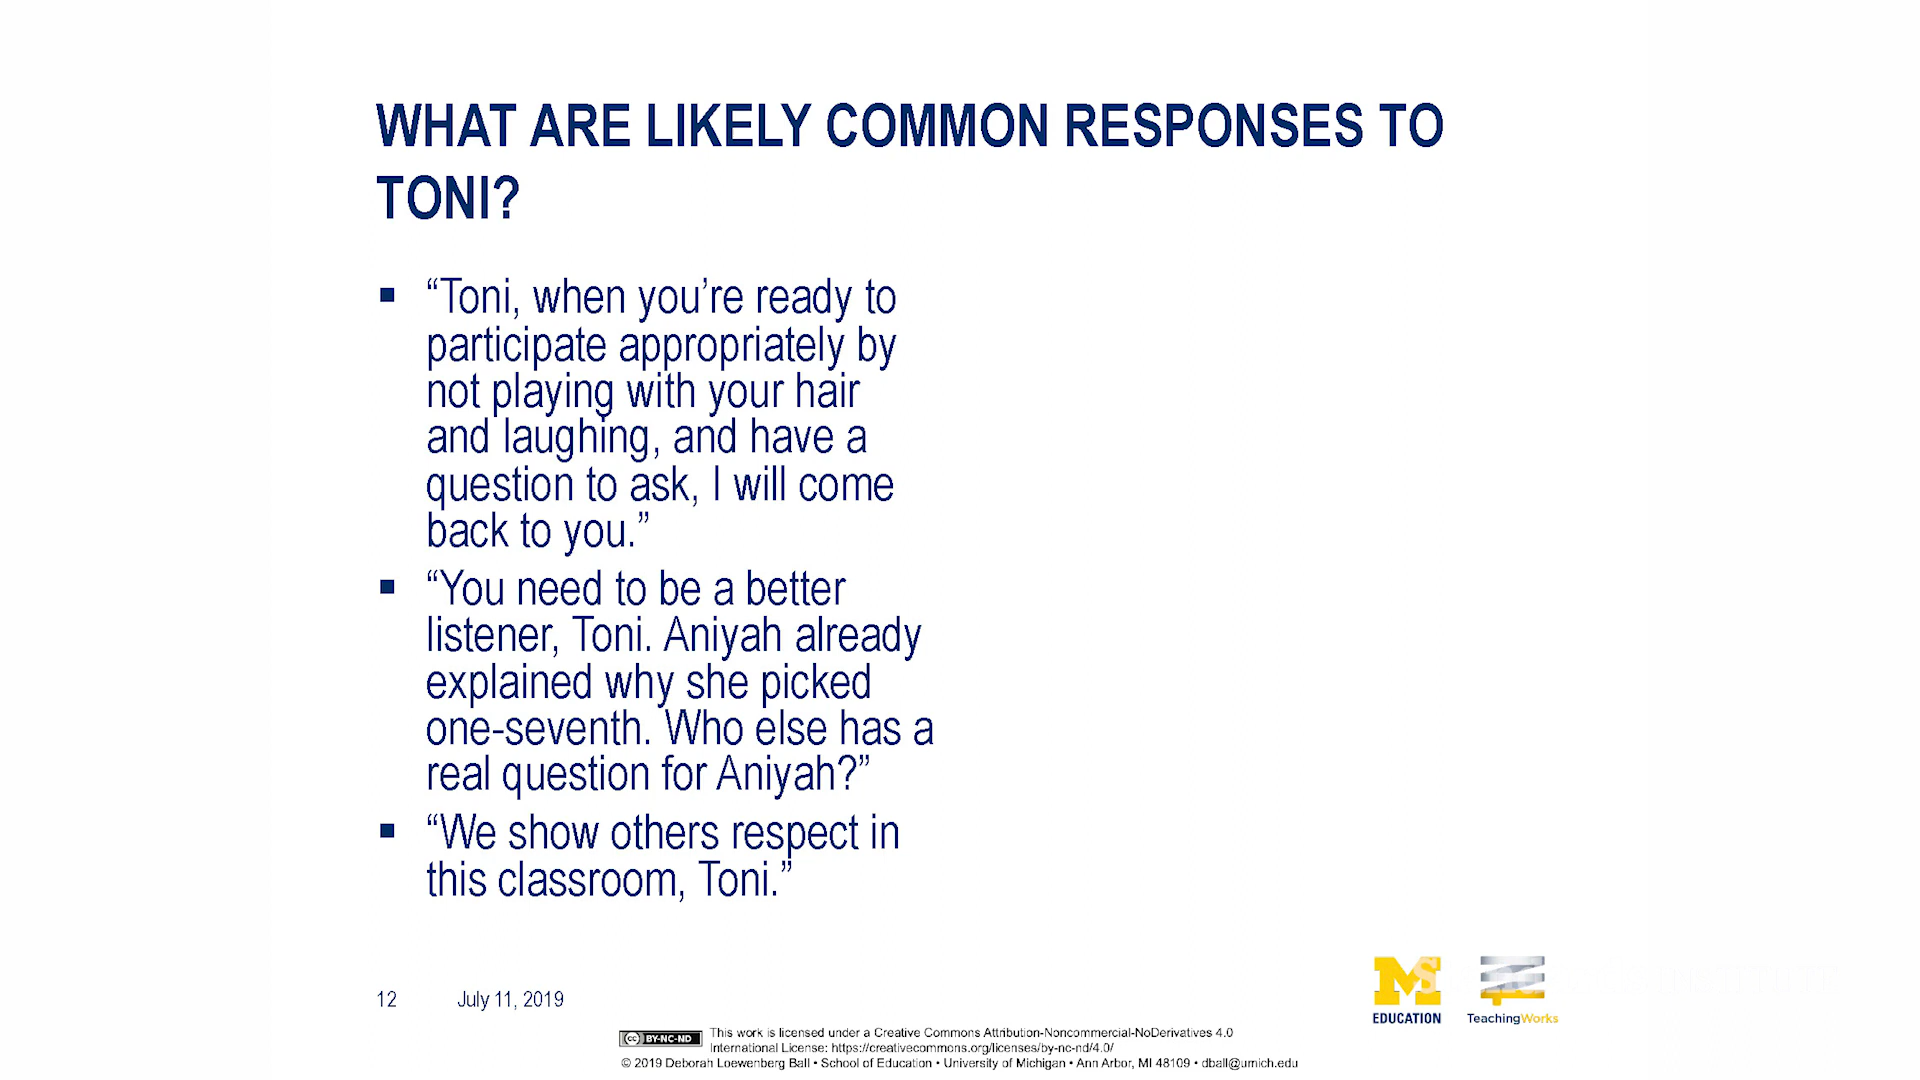 WHAT ARE LIKELY COMMON RESPONSES TO
TONI?
▪ “Toni, when you’re ready to
participate appropriately by
not playing with your hair
and laughing, and have a
question to ask, I will come
back to you.”
▪ “You need to be a better
listener, Toni. Aniyah already
explained why she picked
one-seventh. Who else has a
real question for Aniyah?”
▪ “We show others respect in
this classroom, Toni.”
12 July 11, 2019
M
EDUCATION
TeachingWorks
cc BY-NC-ND
This work is licensed under a Creative Commons Attribution-Noncommercial-NoDerivatives 4.0
International License: https://creativecommons.org/licenses/by-nc-nd/4.0/
© 2019 Deborah Loewenberg Ball • School of Education • University of Michigan • Ann Arbor, MI 48109 • dball@umich.edu